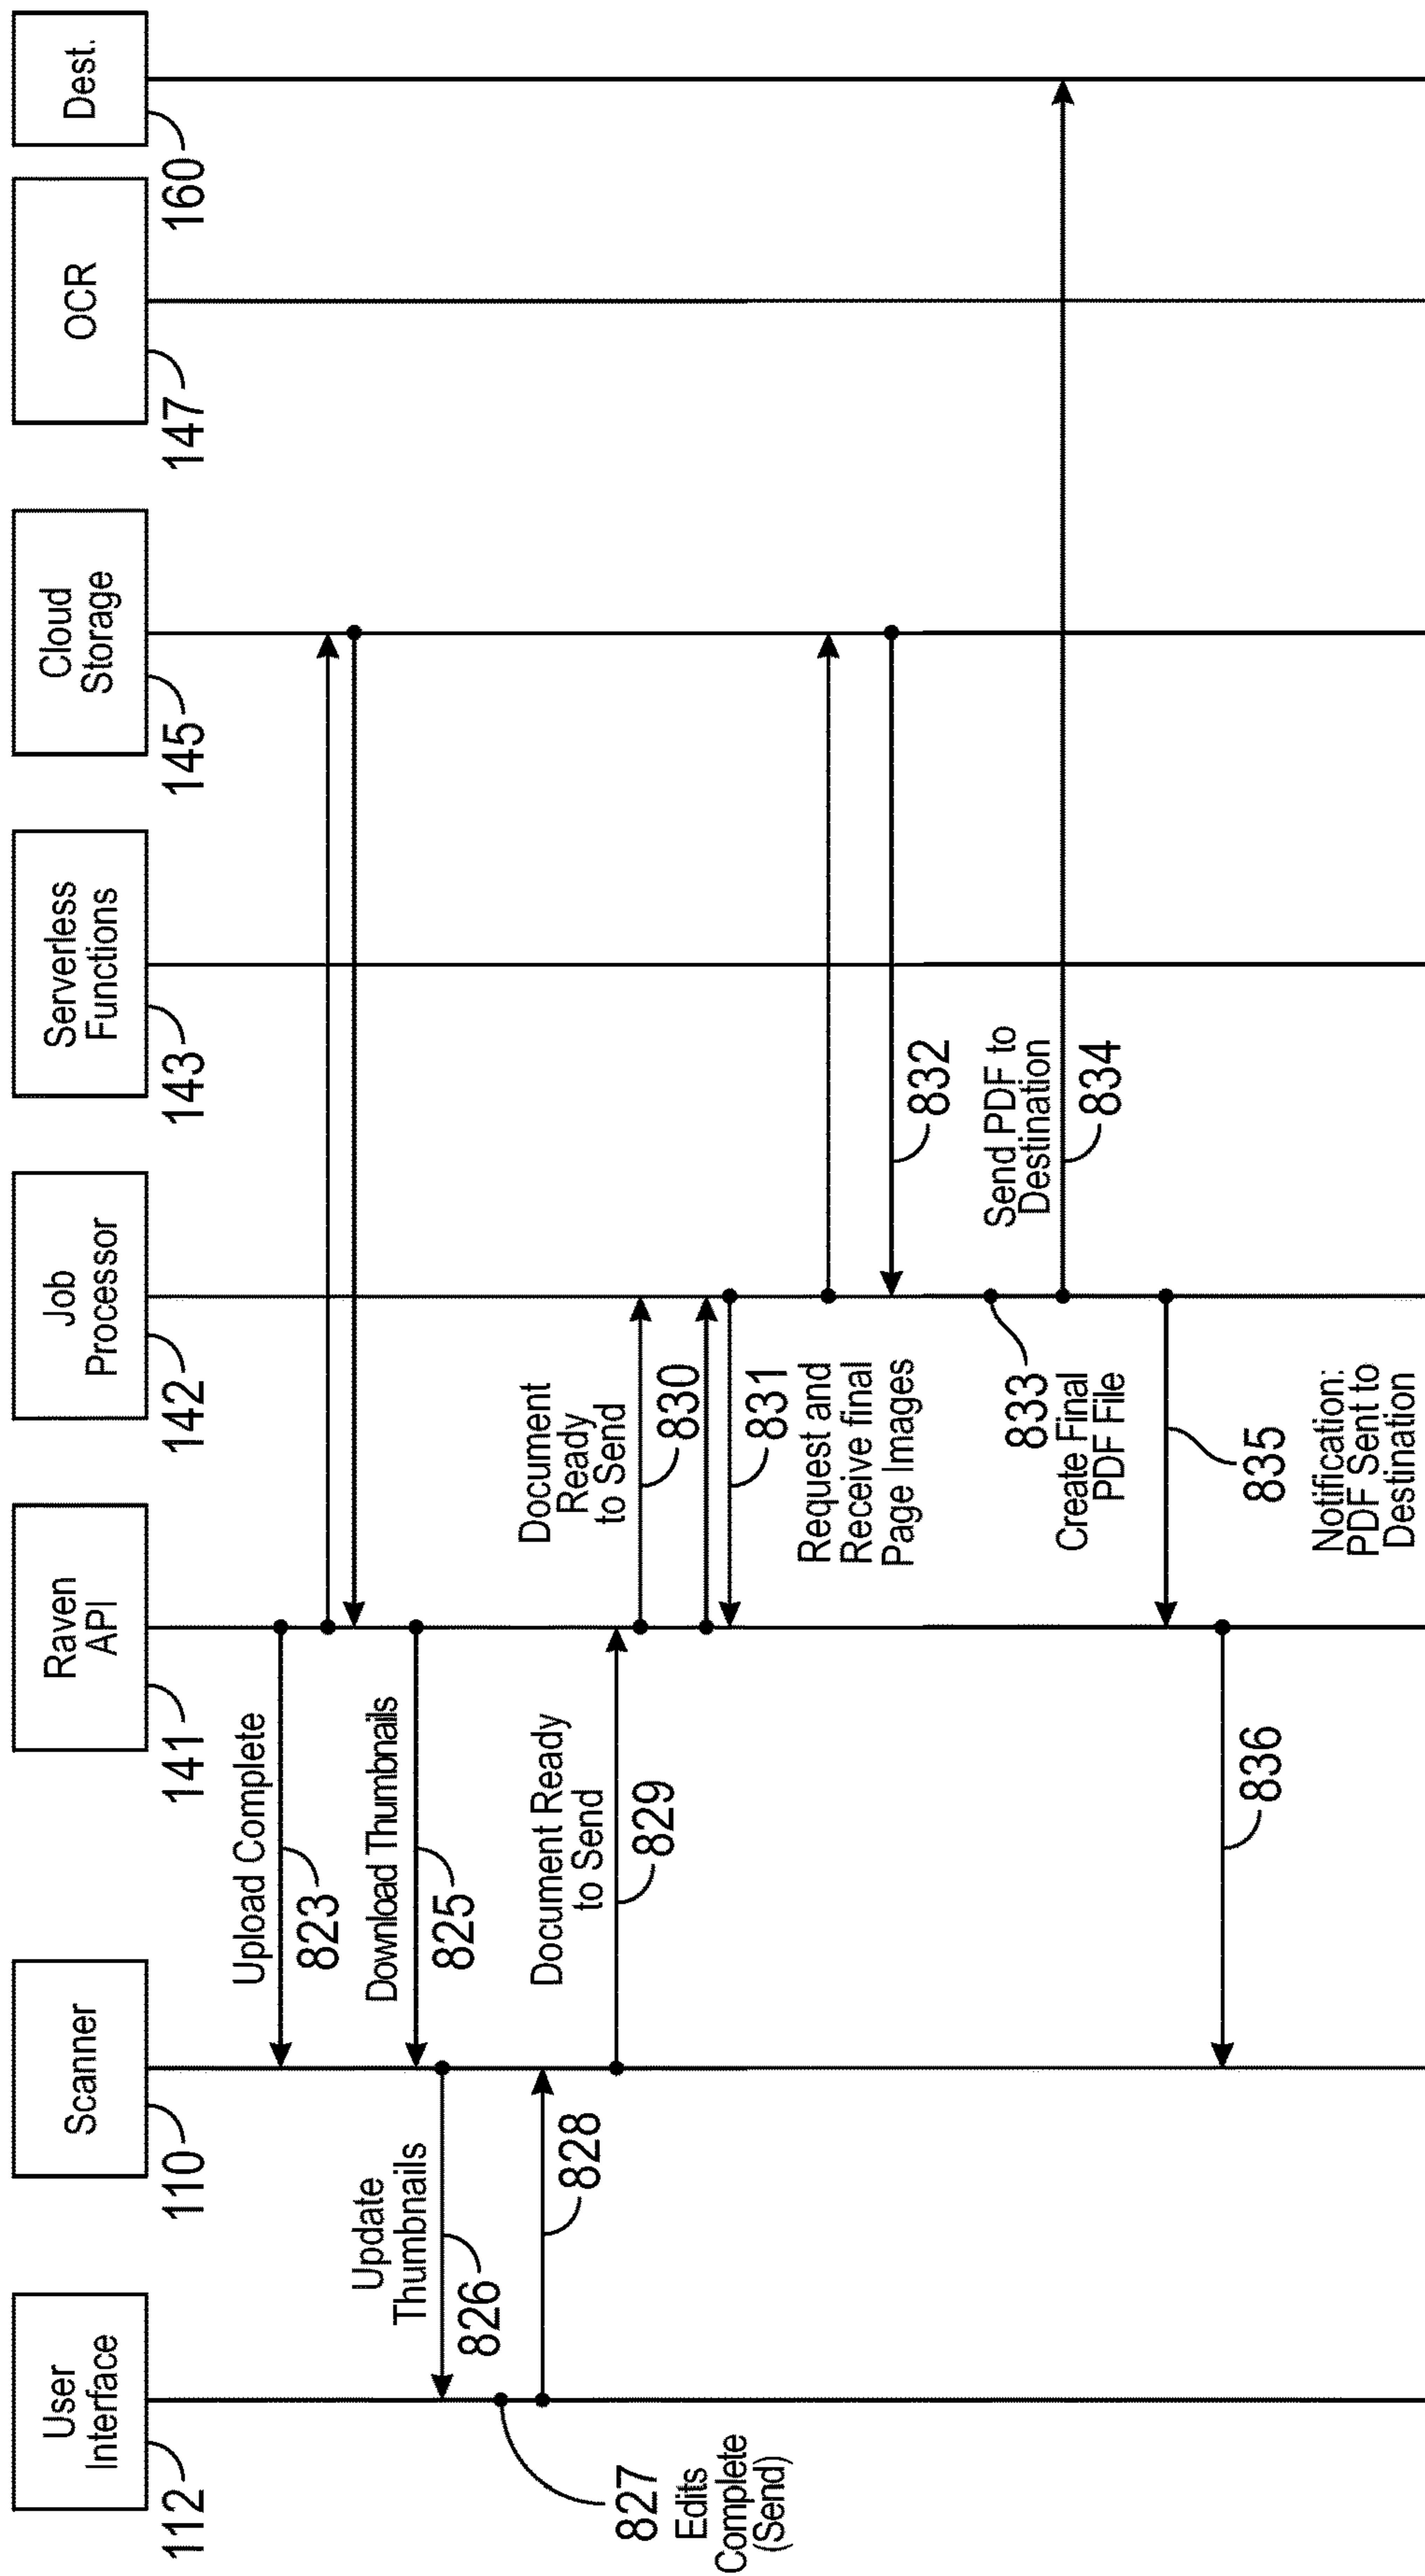 User
Interface
112
Scanner
110
Raven
API
141
Job
Processor
142
Serverless
Functions
143
Cloud
Storage
145
OCR
147
Dest.
160
Upload Complete
823
Download Thumbnails
825
Update
Thumbnails
826
827
Edits
Complete
(Send)
828
Document Ready
to Send
829
Document
Ready
to Send
830
831
Request and
Receive final
Page Images
832
833
Create Final
PDF File
Send PDF to
Destination
834
835
Notification:
PDF Sent to
Destination
836